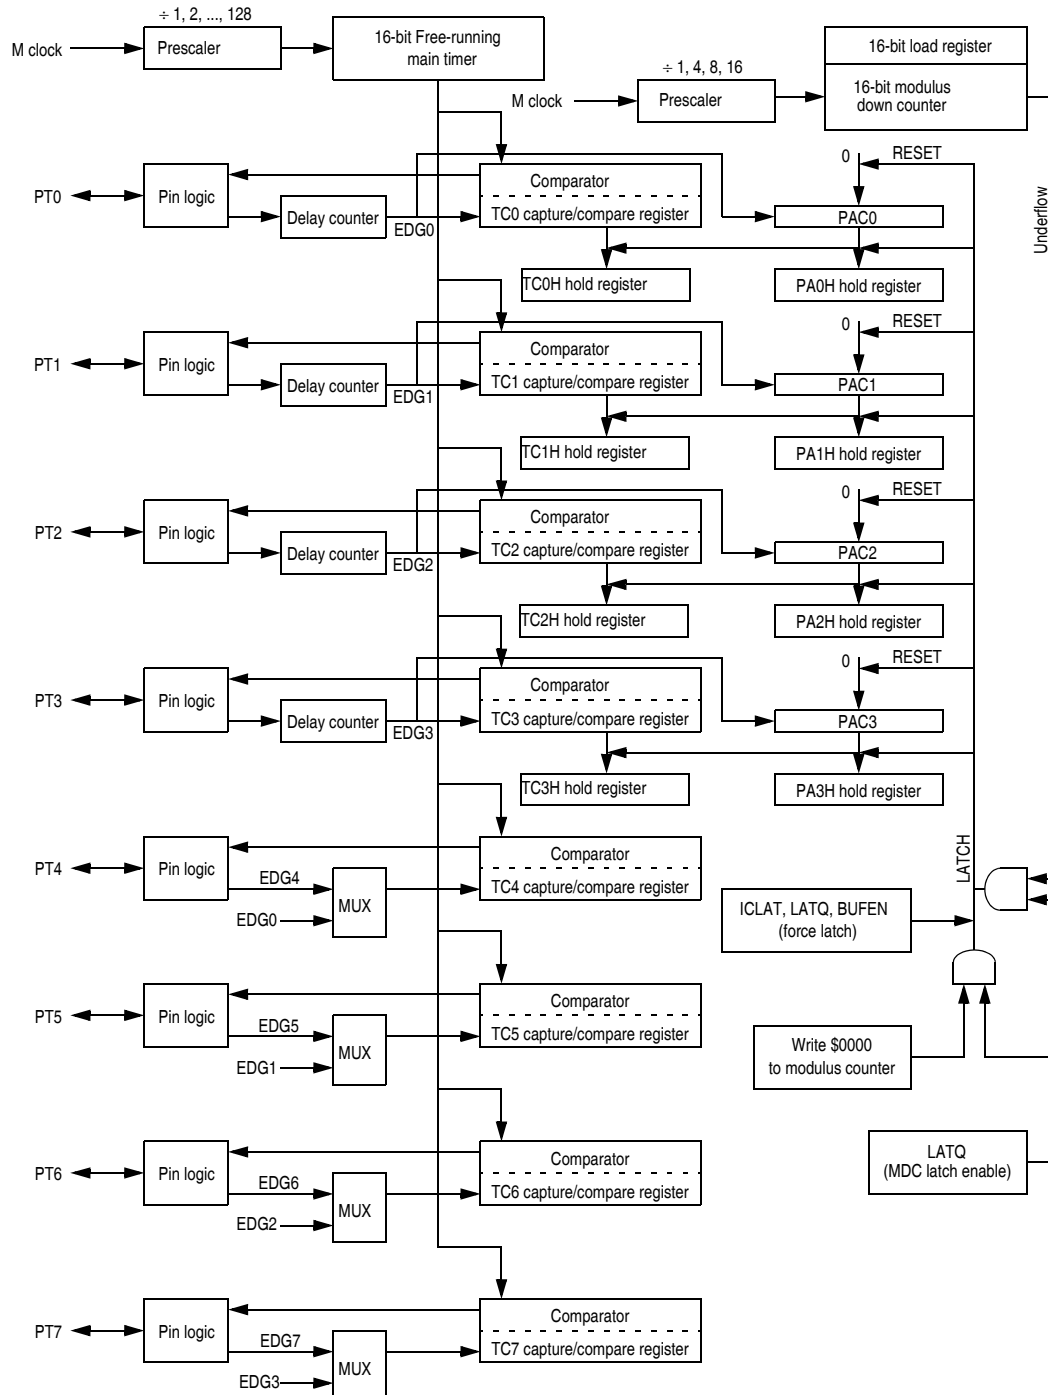 ÷ 1, 2, ..., 128
M clock
Prescaler
16-bit Free-running
main timer
÷ 1, 4, 8, 16
M clock
Prescaler
16-bit load register
16-bit modulus
down counter
Underflow
PT0
Pin logic
Delay counter
EDG0
Comparator
TC0 capture/compare register
TC0H hold register
0
RESET
PAC0
PA0H hold register
PT1
Pin logic
Delay counter
EDG1
Comparator
TC1 capture/compare register
TC1H hold register
0
RESET
PAC1
PA1H hold register
PT2
Pin logic
Delay counter
EDG2
Comparator
TC2 capture/compare register
TC2H hold register
0
RESET
PAC2
PA2H hold register
PT3
Pin logic
Delay counter
EDG3
Comparator
TC3 capture/compare register
TC3H hold register
0
RESET
PAC3
PA3H hold register
LATCH
PT4
Pin logic
EDG4
EDG0
MUX
Comparator
TC4 capture/compare register
ICLAT, LATQ, BUFEN
(force latch)
PT5
Pin logic
EDG5
EDG1
MUX
Comparator
TC5 capture/compare register
Write $0000
to modulus counter
PT6
Pin logic
EDG6
EDG2
MUX
Comparator
TC6 capture/compare register
LATQ
(MDC latch enable)
PT7
Pin logic
EDG7
EDG3
MUX
Comparator
TC7 capture/compare register